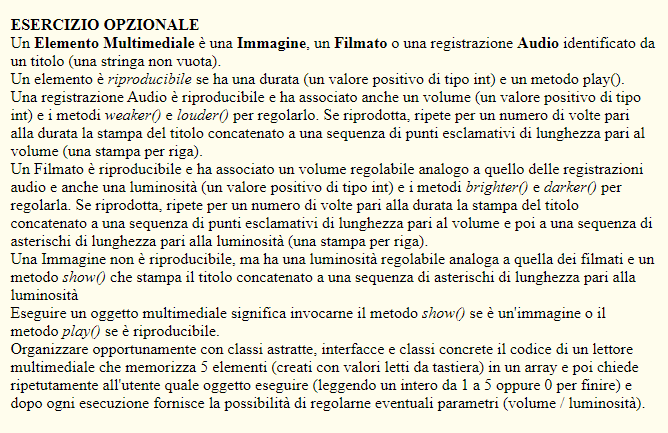 ESERCIZIO OPZIONALE
Un Elemento Multimediale è una Immagine, un Filmato o una registrazione Audio identificato da
un titolo (una stringa non vuota).
Un elemento è riproducibile se ha una durata (un valore positivo di tipo int) e un metodo play().
Una registrazione Audio è riproducibile e ha associato anche un volume (un valore positivo di tipo
int) e i metodi weaker() e louder() per regolarlo. Se riprodotta, ripete per un numero di volte pari
alla durata la stampa del titolo concatenato a una sequenza di punti esclamativi di lunghezza pari al
volume (una stampa per riga).
Un Filmato è riproducibile e ha associato un volume regolabile analogo a quello delle registrazioni
audio e anche una luminosità (un valore positivo di tipo int) e i metodi brighter() e darker() per
regolarla. Se riprodotta, ripete per un numero di volte pari alla durata la stampa del titolo
concatenato a una sequenza di punti esclamativi di lunghezza pari al volume e poi a una sequenza di
asterischi di lunghezza pari alla luminosità (una stampa per riga).
Una Immagine non è riproducibile, ma ha una luminosità regolabile analoga a quella dei filmati e un
metodo show() che stampa il titolo concatenato a una sequenza di asterischi di lunghezza pari alla
luminosità
Eseguire un oggetto multimediale significa invocarne il metodo show() se è un'immagine o il
metodo play() se è riproducibile.
Organizzare opportunamente con classi astratte, interfacce e classi concrete il codice di un lettore
multimediale che memorizza 5 elementi (creati con valori letti da tastiera) in un array e poi chiede
ripetutamente all'utente quale oggetto eseguire (leggendo un intero da 1 a 5 oppure 0 per finire) e
dopo ogni esecuzione fornisce la possibilità di regolarne eventuali parametri (volume / luminosità).